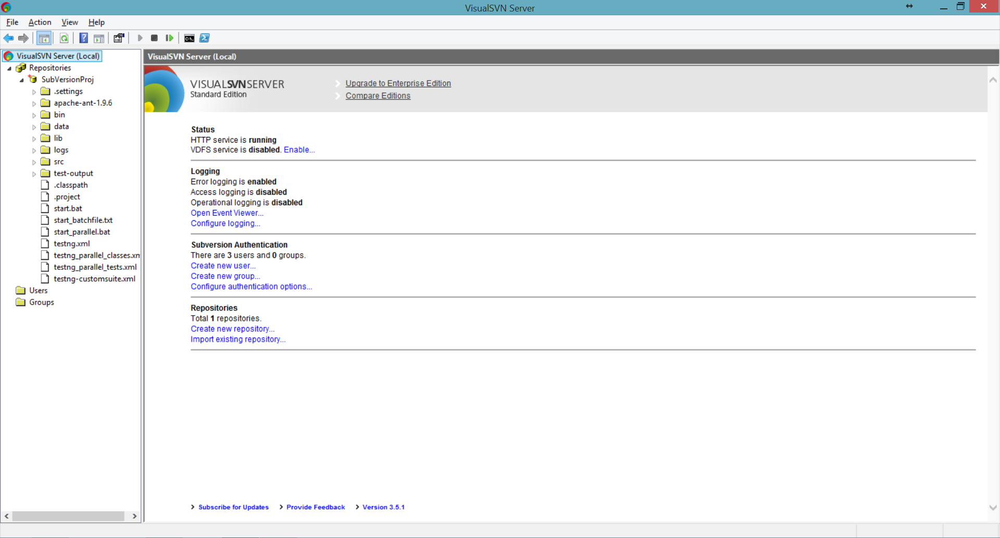 VisualSVN Server
File Action View Help
VisualSVN Server (Local)
Repositories
SubVersionProj
.settings
apache-ant-1.9.6
bin
data
lib
logs
src
test-output
.classpath
.project
start.bat
start_batchfile.txt
start_parallel.bat
testng.xml
testng_parallel_classes.xm
testng_parallel_tests.xml
testng-customsuite.xml
Users
Groups
VisualSVN Server (Local)
VISUALSVNSERVER
Standard Edition
Upgrade to Enterprise Edition
Compare Editions
Status
HTTP service is running
VDFS service is disabled. Enable...
Logging
Error logging is enabled
Access logging is disabled
Operational logging is disabled
Open Event Viewer...
Configure logging...
Subversion Authentication
There are 3 users and 0 groups.
Create new user...
Create new group...
Configure authentication options...
Repositories
Total 1 repositories.
Create new repository...
Import existing repository...
Subscribe for Updates Provide Feedback Version 3.5.1